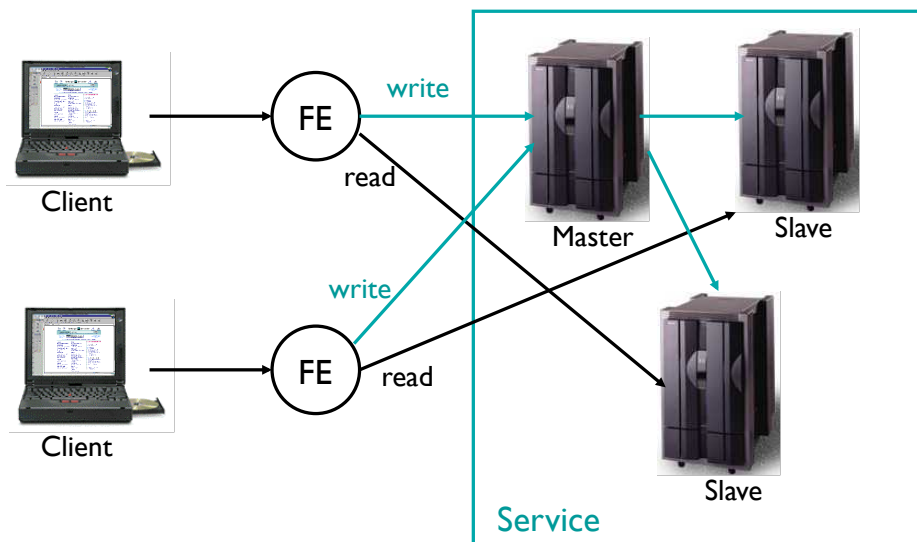 write
FE
read
Client
Master
Slave
write
FE
read
Client
Slave
Service